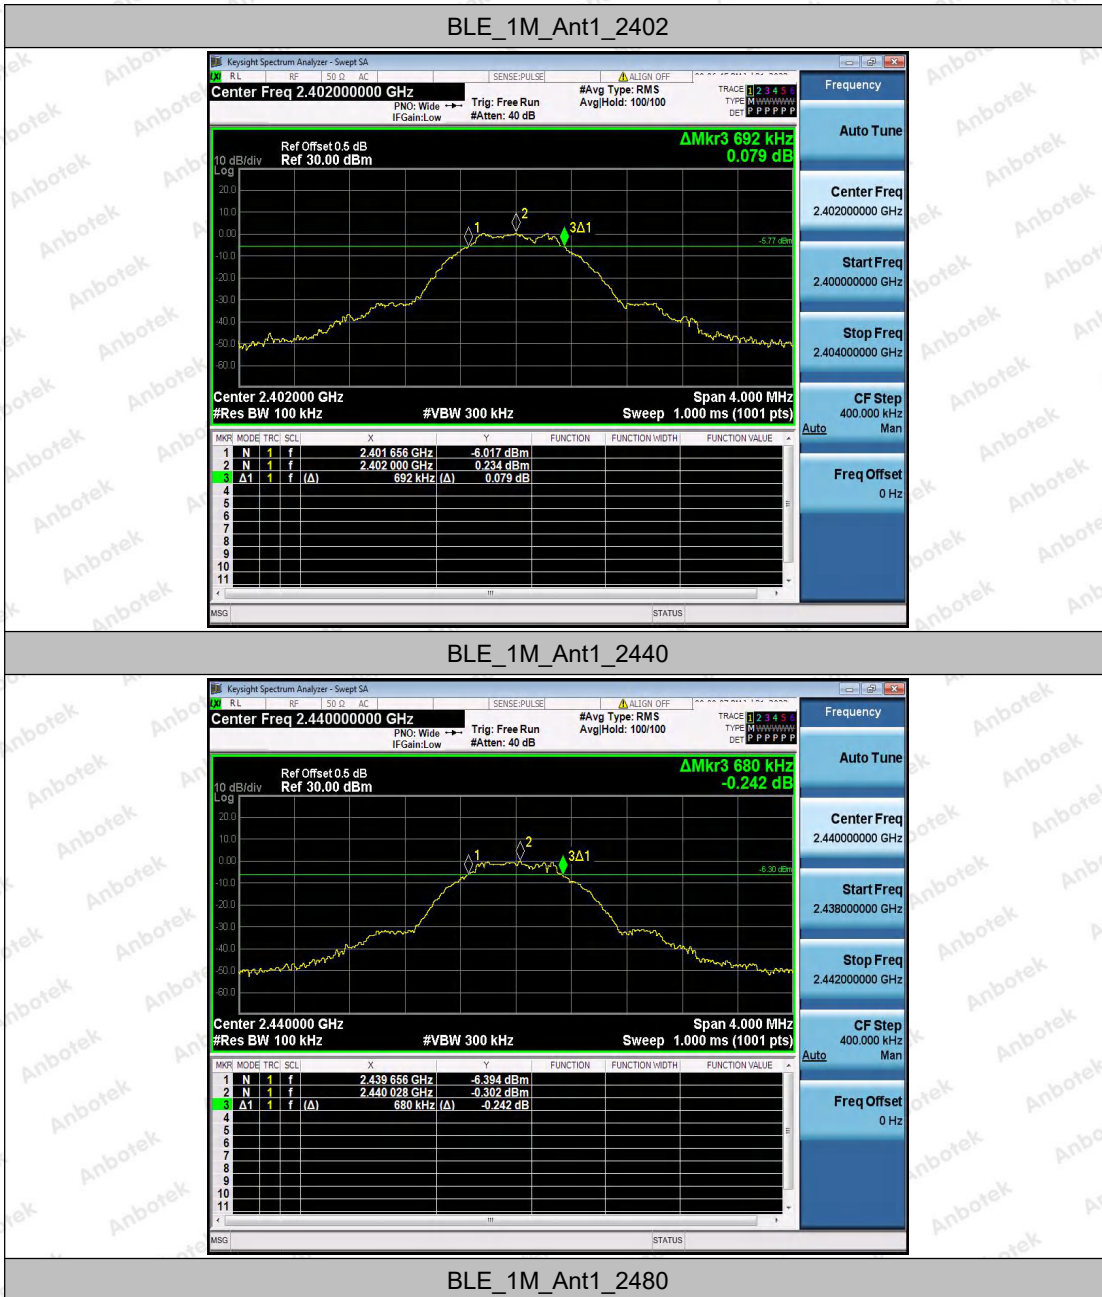 BLE_1M_Ant1_2402
Keysight Spectrum Analyzer - Swept SA
RL RF 50 Ω AC SENSE:PULSE ALIGN OFF
Center Freq 2.402000000 GHz
PNO: Wide
IFGain:Low
Trig: Free Run
#Atten: 40 dB
#Avg Type: RMS
Avg|Hold: 100/100
TRACE 1 2 3 4 5 6
TYPE M W W W W W
DET P P P P P P
Ref Offset 0.5 dB
10 dB/div Ref 30.00 dBm
Log
ΔMkr3 692 kHz
0.079 dB
20.0
10.0
0.00
-10.0
-20.0
-30.0
-40.0
-50.0
-60.0
1
2
3Δ1
-5.77 dBm
Center 2.402000 GHz Span 4.000 MHz
#Res BW 100 kHz #VBW 300 kHz Sweep 1.000 ms (1001 pts)
MKR MODE TRC SCL X Y FUNCTION FUNCTION WIDTH FUNCTION VALUE
1 N 1 f 2.401 656 GHz -6.017 dBm
2 N 1 f 2.402 000 GHz 0.234 dBm
3 Δ1 1 f (Δ) 692 kHz (Δ) 0.079 dB
4
5
6
7
8
9
10
11
MSG STATUS
Frequency
Auto Tune
Center Freq
2.402000000 GHz
Start Freq
2.400000000 GHz
Stop Freq
2.404000000 GHz
CF Step
400.000 kHz
Auto Man
Freq Offset
0 Hz
BLE_1M_Ant1_2440
Keysight Spectrum Analyzer - Swept SA
RL RF 50 Ω AC SENSE:PULSE ALIGN OFF
Center Freq 2.440000000 GHz
PNO: Wide
IFGain:Low
Trig: Free Run
#Atten: 40 dB
#Avg Type: RMS
Avg|Hold: 100/100
TRACE 1 2 3 4 5 6
TYPE M W W W W W
DET P P P P P P
Ref Offset 0.5 dB
10 dB/div Ref 30.00 dBm
Log
ΔMkr3 680 kHz
-0.242 dB
20.0
10.0
0.00
-10.0
-20.0
-30.0
-40.0
-50.0
-60.0
1
2
3Δ1
-6.30 dBm
Center 2.440000 GHz Span 4.000 MHz
#Res BW 100 kHz #VBW 300 kHz Sweep 1.000 ms (1001 pts)
MKR MODE TRC SCL X Y FUNCTION FUNCTION WIDTH FUNCTION VALUE
1 N 1 f 2.439 656 GHz -6.394 dBm
2 N 1 f 2.440 028 GHz -0.302 dBm
3 Δ1 1 f (Δ) 680 kHz (Δ) -0.242 dB
4
5
6
7
8
9
10
11
MSG STATUS
Frequency
Auto Tune
Center Freq
2.440000000 GHz
Start Freq
2.438000000 GHz
Stop Freq
2.442000000 GHz
CF Step
400.000 kHz
Auto Man
Freq Offset
0 Hz
BLE_1M_Ant1_2480